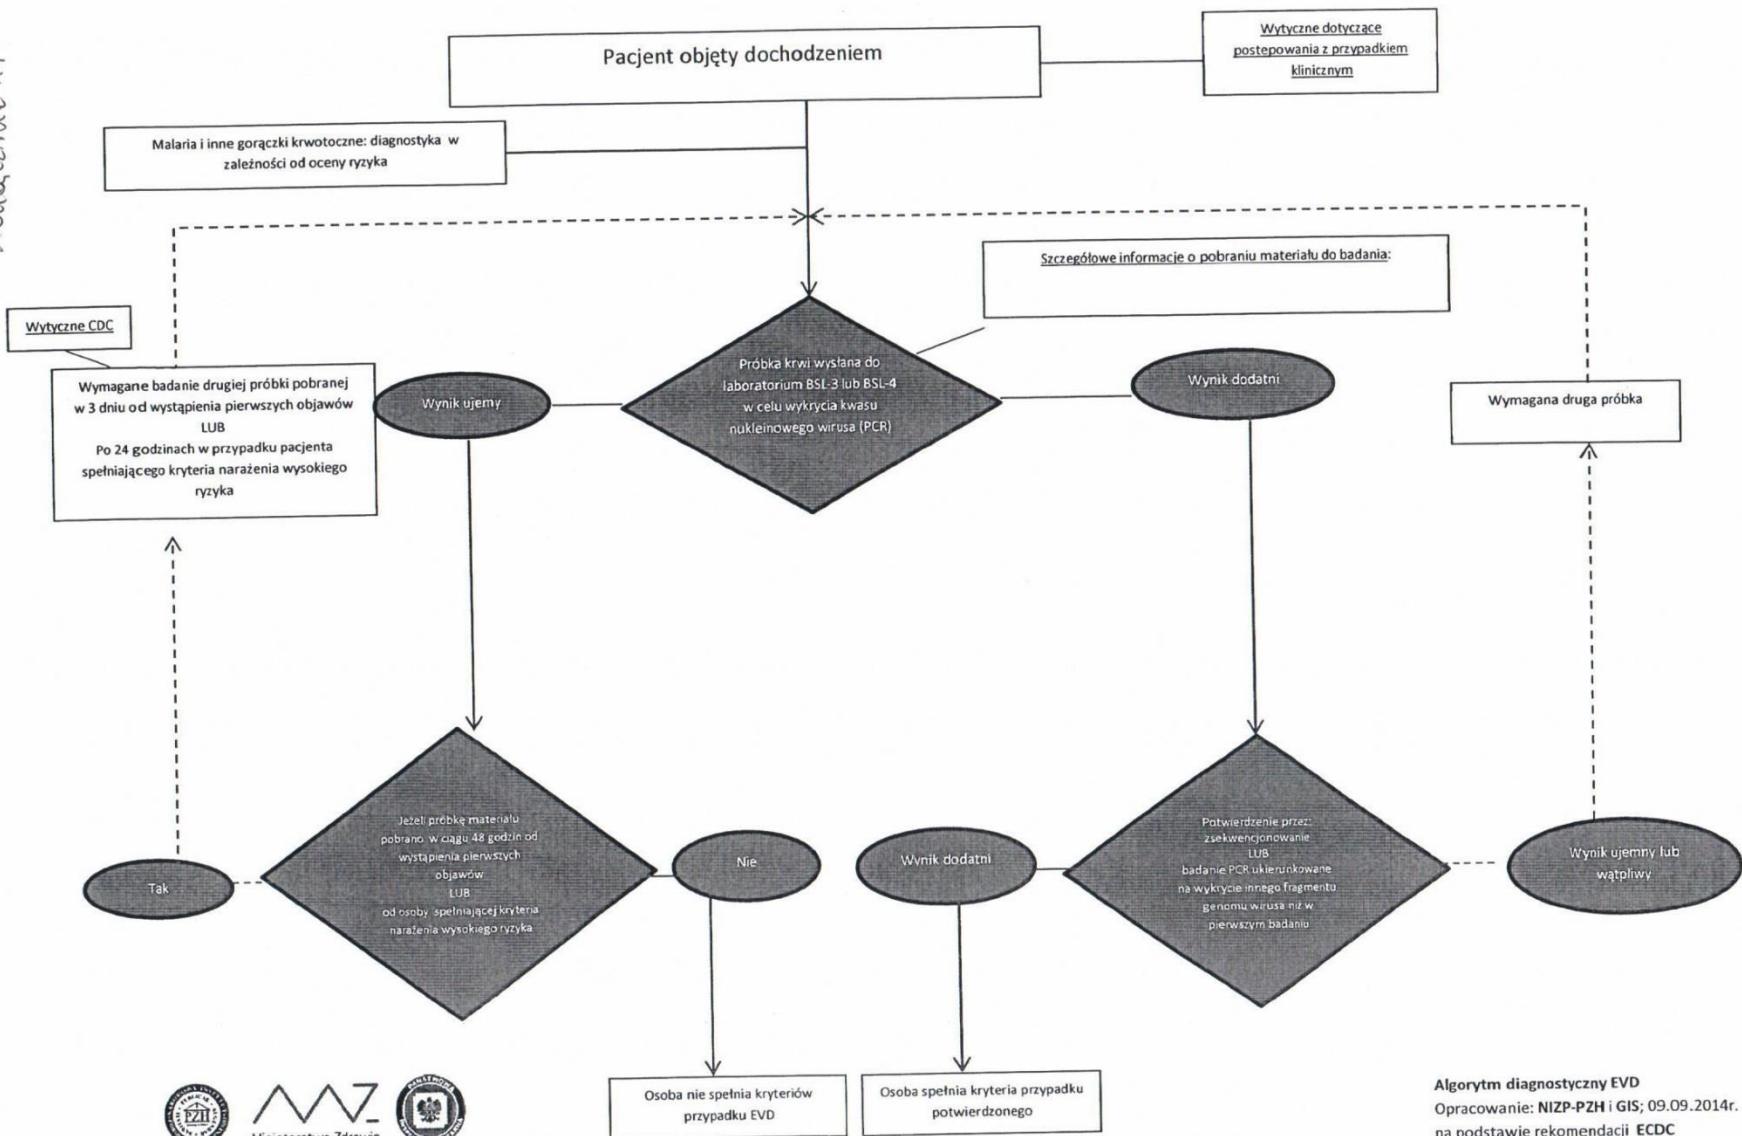 Pacjent objęty dochodzeniem
Wytyczne dotyczące
postepowania z przypadkiem
klinicznym
Malaria i inne gorączki krwotoczne: diagnostyka w
zależności od oceny ryzyka
Szczegółowe informacje o pobraniu materiału do badania:
Wytyczne CDC
Wymagane badanie drugiej próbki pobranej
w 3 dniu od wystąpienia pierwszych objawów
LUB
Po 24 godzinach w przypadku pacjenta
spełniającego kryteria narażenia wysokiego
ryzyka
Wynik ujemy
Próbka krwi wysłana do
laboratorium BSL-3 lub BSL-4
w celu wykrycia kwasu
nukleinowego wirusa (PCR)
Wynik dodatni
Wymagana druga próbka
Tak
Jeżeli próbkę materiału
pobrano w ciągu 48 godzin od
wystąpienia pierwszych
objawów
LUB
od osoby spełniającej kryteria
narażenia wysokiego ryzyka
Nie
Wynik dodatni
Potwierdzenie przez:
zsekwencjonowanie
LUB
badanie PCR ukierunkowane
na wykrycie innego fragmentu
genomu wirusa niż w
pierwszym badaniu
Wynik ujemny lub
wątpliwy
Osoba nie spełnia kryteriów
przypadku EVD
Osoba spełnia kryteria przypadku
potwierdzonego
PZH
MZ
Ministerstwo Zdrowia
PAŃSTWOWA
Algorytm diagnostyczny EVD
Opracowanie: NIZP-PZH i GIS; 09.09.2014r.
na podstawie rekomendacji ECDC